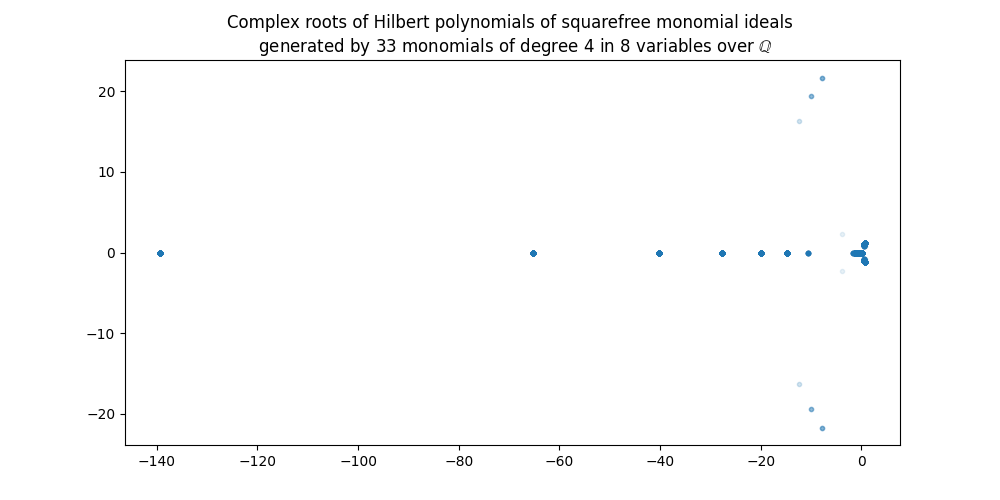 Complex roots of Hilbert polynomials of squarefree monomial ideals
generated by 33 monomials of degree 4 in 8 variables over ℚ
20
10
0
−10
−20
−140 −120 −100 −80 −60 −40 −20 0